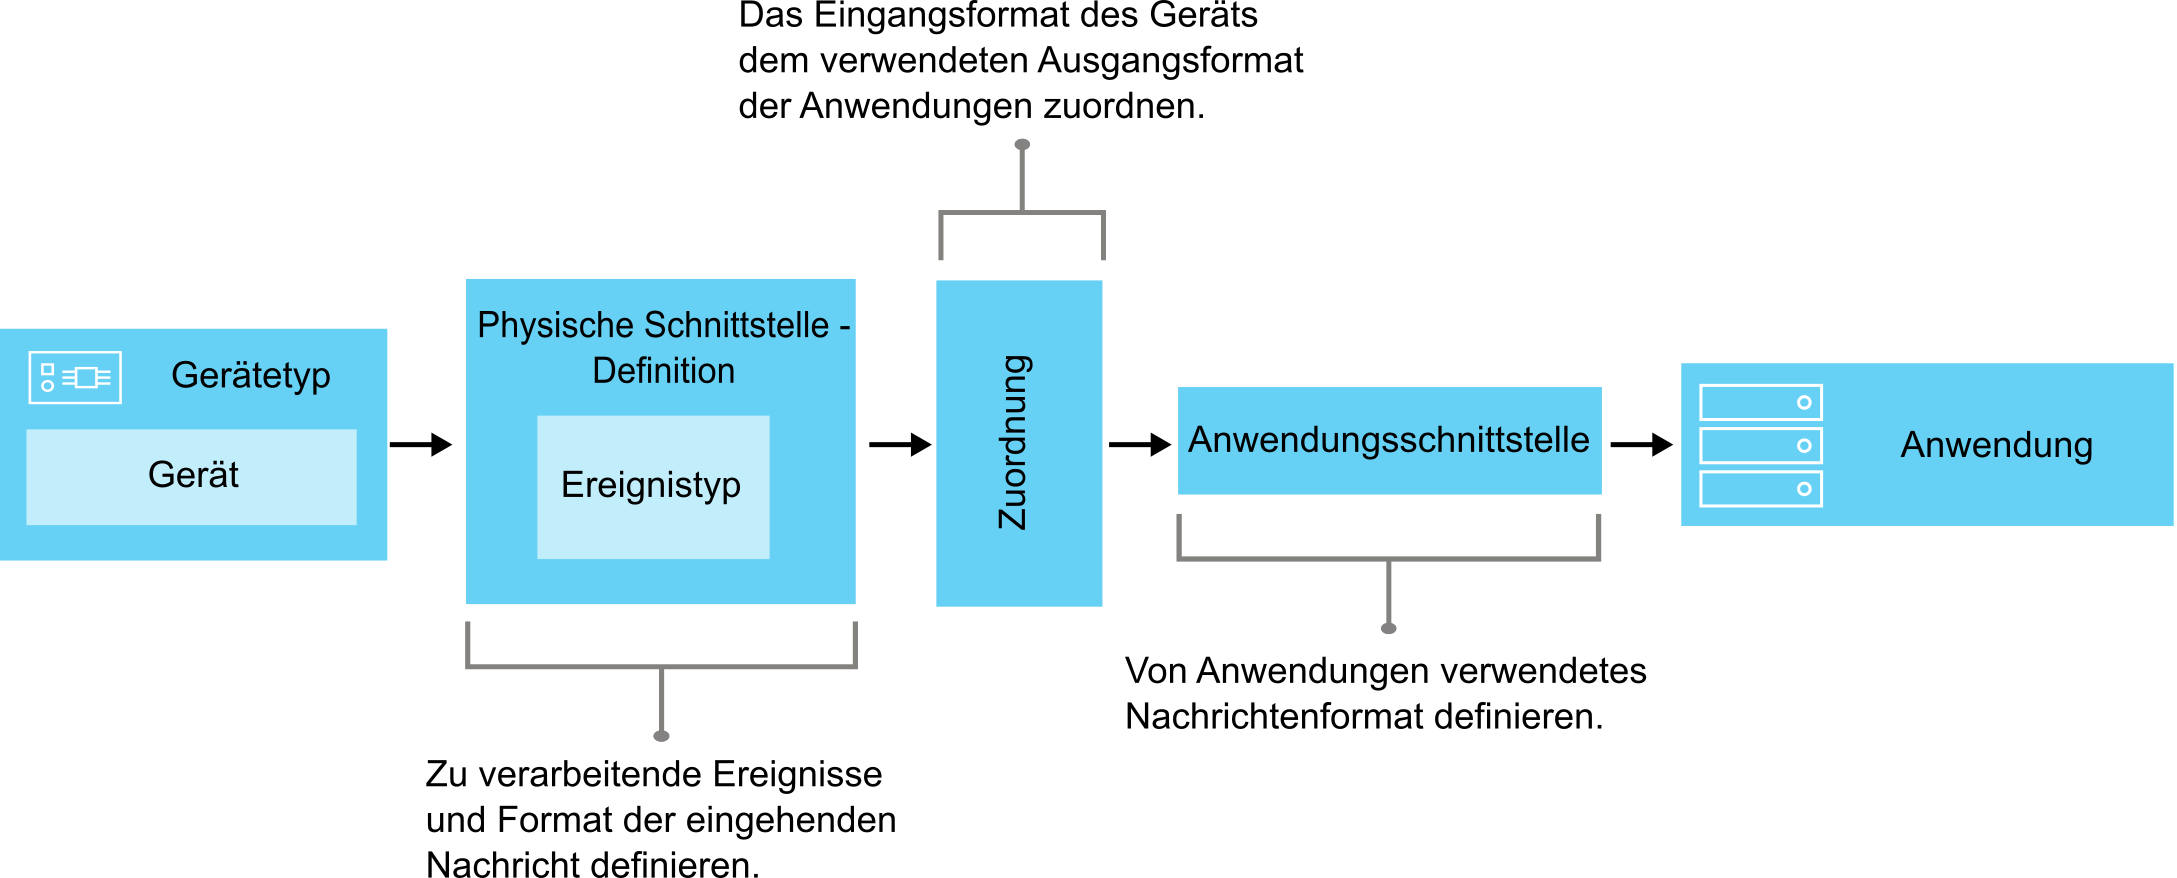 Das Eingangsformat des Geräts
dem verwendeten Ausgangsformat
der Anwendungen zuordnen.
Gerätetyp
Gerät
Physische Schnittstelle -
Definition
Ereignistyp
Zuordnung
Anwendungsschnittstelle
Anwendung
Zu verarbeitende Ereignisse
und Format der eingehenden
Nachricht definieren.
Von Anwendungen verwendetes
Nachrichtenformat definieren.